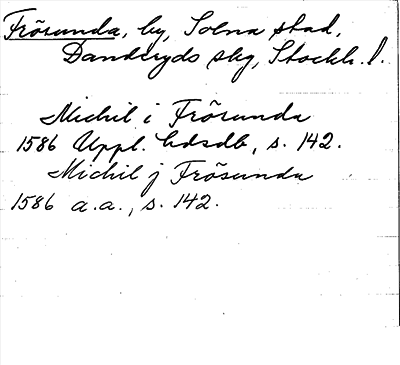 Frösunda, by, Solna stad,
Danderyds skg, Stockh. l.
Michil i Frösunda
1586 Uppl. hdsdb, s. 142.
Michil j Frösunda
1586 a.a., s. 142.